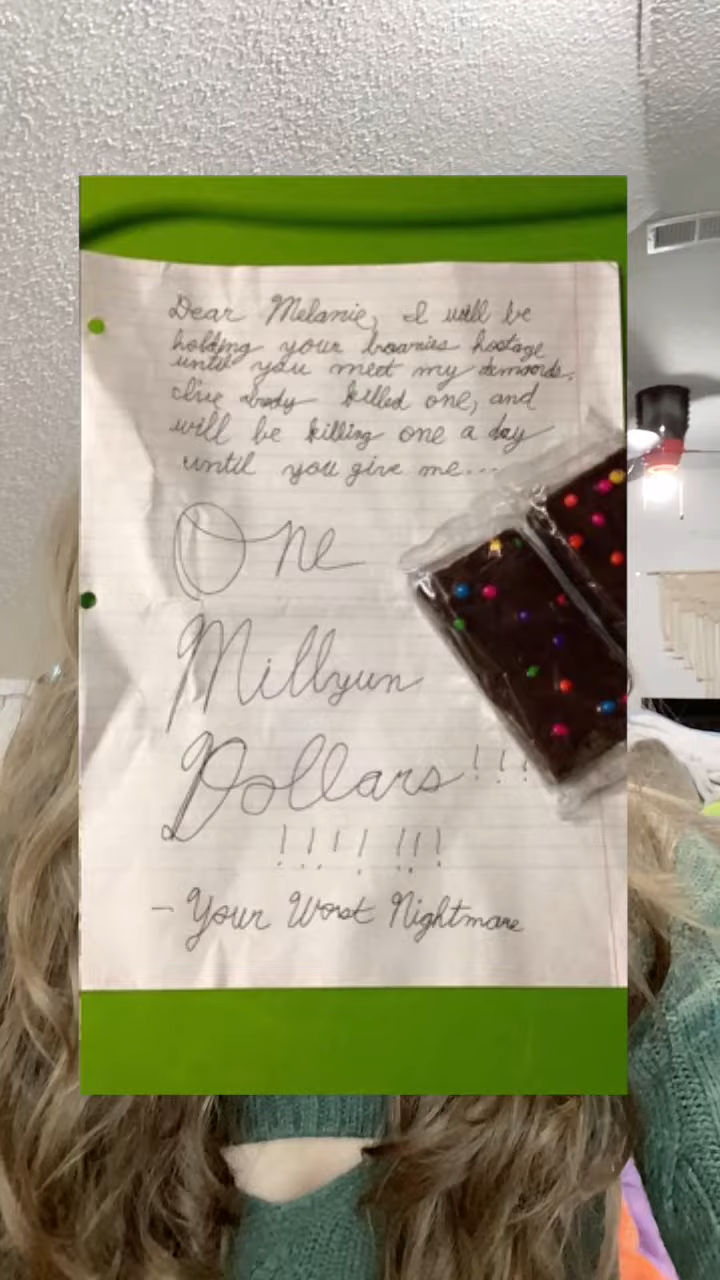 Dear Melanie, I will be
holding your brownies hostage
until you meet my demands.
I've killed one, and
will be killing one a day
until you give me...
One
Millyun
Dollars!!!
!!!! !!!
- Your Worst Nightmare